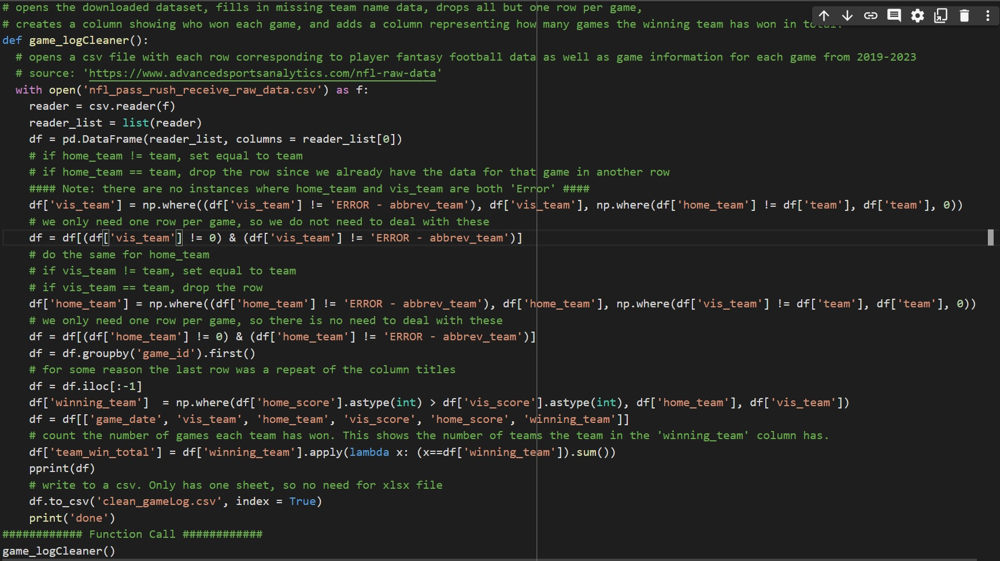 # opens the downloaded dataset, fills in missing team name data, drops all but one row per game,
# creates a column showing who won each game, and adds a column representing how many games the winning team has won in total.
def game_logCleaner():
  # opens a csv file with each row corresponding to player fantasy football data as well as game information for each game from 2019-2023
  # source: 'https://www.advancedsportsanalytics.com/nfl-raw-data'
  with open('nfl_pass_rush_receive_raw_data.csv') as f:
    reader = csv.reader(f)
    reader_list = list(reader)
    df = pd.DataFrame(reader_list, columns = reader_list[0])
    # if home_team != team, set equal to team
    # if home_team == team, drop the row since we already have the data for that game in another row
    #### Note: there are no instances where home_team and vis_team are both 'Error' ####
    df['vis_team'] = np.where((df['vis_team'] != 'ERROR - abbrev_team'), df['vis_team'], np.where(df['home_team'] != df['team'], df['team'], 0))
    # we only need one row per game, so we do not need to deal with these
    df = df[(df['vis_team'] != 0) & (df['vis_team'] != 'ERROR - abbrev_team')]
    # do the same for home_team
    # if vis_team != team, set equal to team
    # if vis_team == team, drop the row
    df['home_team'] = np.where((df['home_team'] != 'ERROR - abbrev_team'), df['home_team'], np.where(df['vis_team'] != df['team'], df['team'], 0))
    # we only need one row per game, so there is no need to deal with these
    df = df[(df['home_team'] != 0) & (df['home_team'] != 'ERROR - abbrev_team')]
    df = df.groupby('game_id').first()
    # for some reason the last row was a repeat of the column titles
    df = df.iloc[:-1]
    df['winning_team']  = np.where(df['home_score'].astype(int) > df['vis_score'].astype(int), df['home_team'], df['vis_team'])
    df = df[['game_date', 'vis_team', 'home_team', 'vis_score', 'home_score', 'winning_team']]
    # count the number of games each team has won. This shows the number of teams the team in the 'winning_team' column has.
    df['team_win_total'] = df['winning_team'].apply(lambda x: (x==df['winning_team']).sum())
    pprint(df)
    # write to a csv. Only has one sheet, so no need for xlsx file
    df.to_csv('clean_gameLog.csv', index = True)
    print('done')
############ Function Call ############
game_logCleaner()